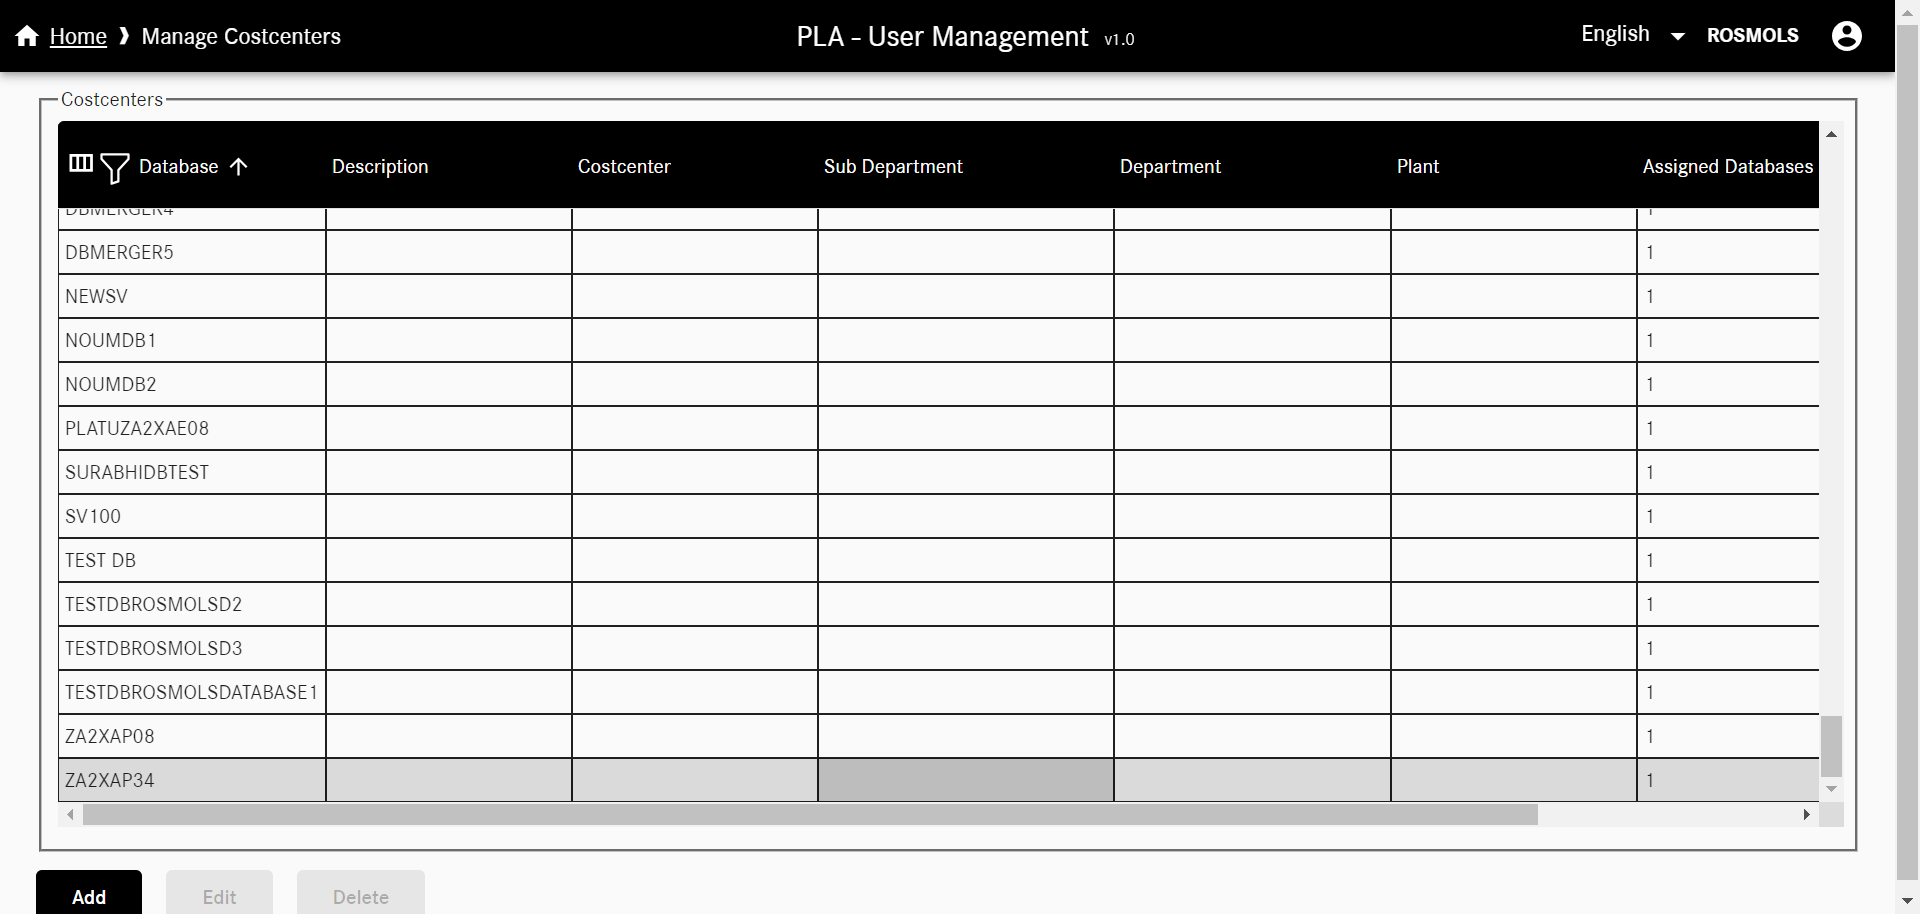 Home ❱ Manage Costcenters
PLA - User Management v1.0
English
ROSMOLS
Costcenters
Database Description Costcenter Sub Department Department Plant Assigned Databases
DBMERGER4 1
DBMERGER5 1
NEWSV 1
NOUMDB1 1
NOUMDB2 1
PLATUZA2XAE08 1
SURABHIDBTEST 1
SV100 1
TEST DB 1
TESTDBROSMOLSD2 1
TESTDBROSMOLSD3 1
TESTDBROSMOLSDATABASE1 1
ZA2XAP08 1
ZA2XAP34 1
Add Edit Delete